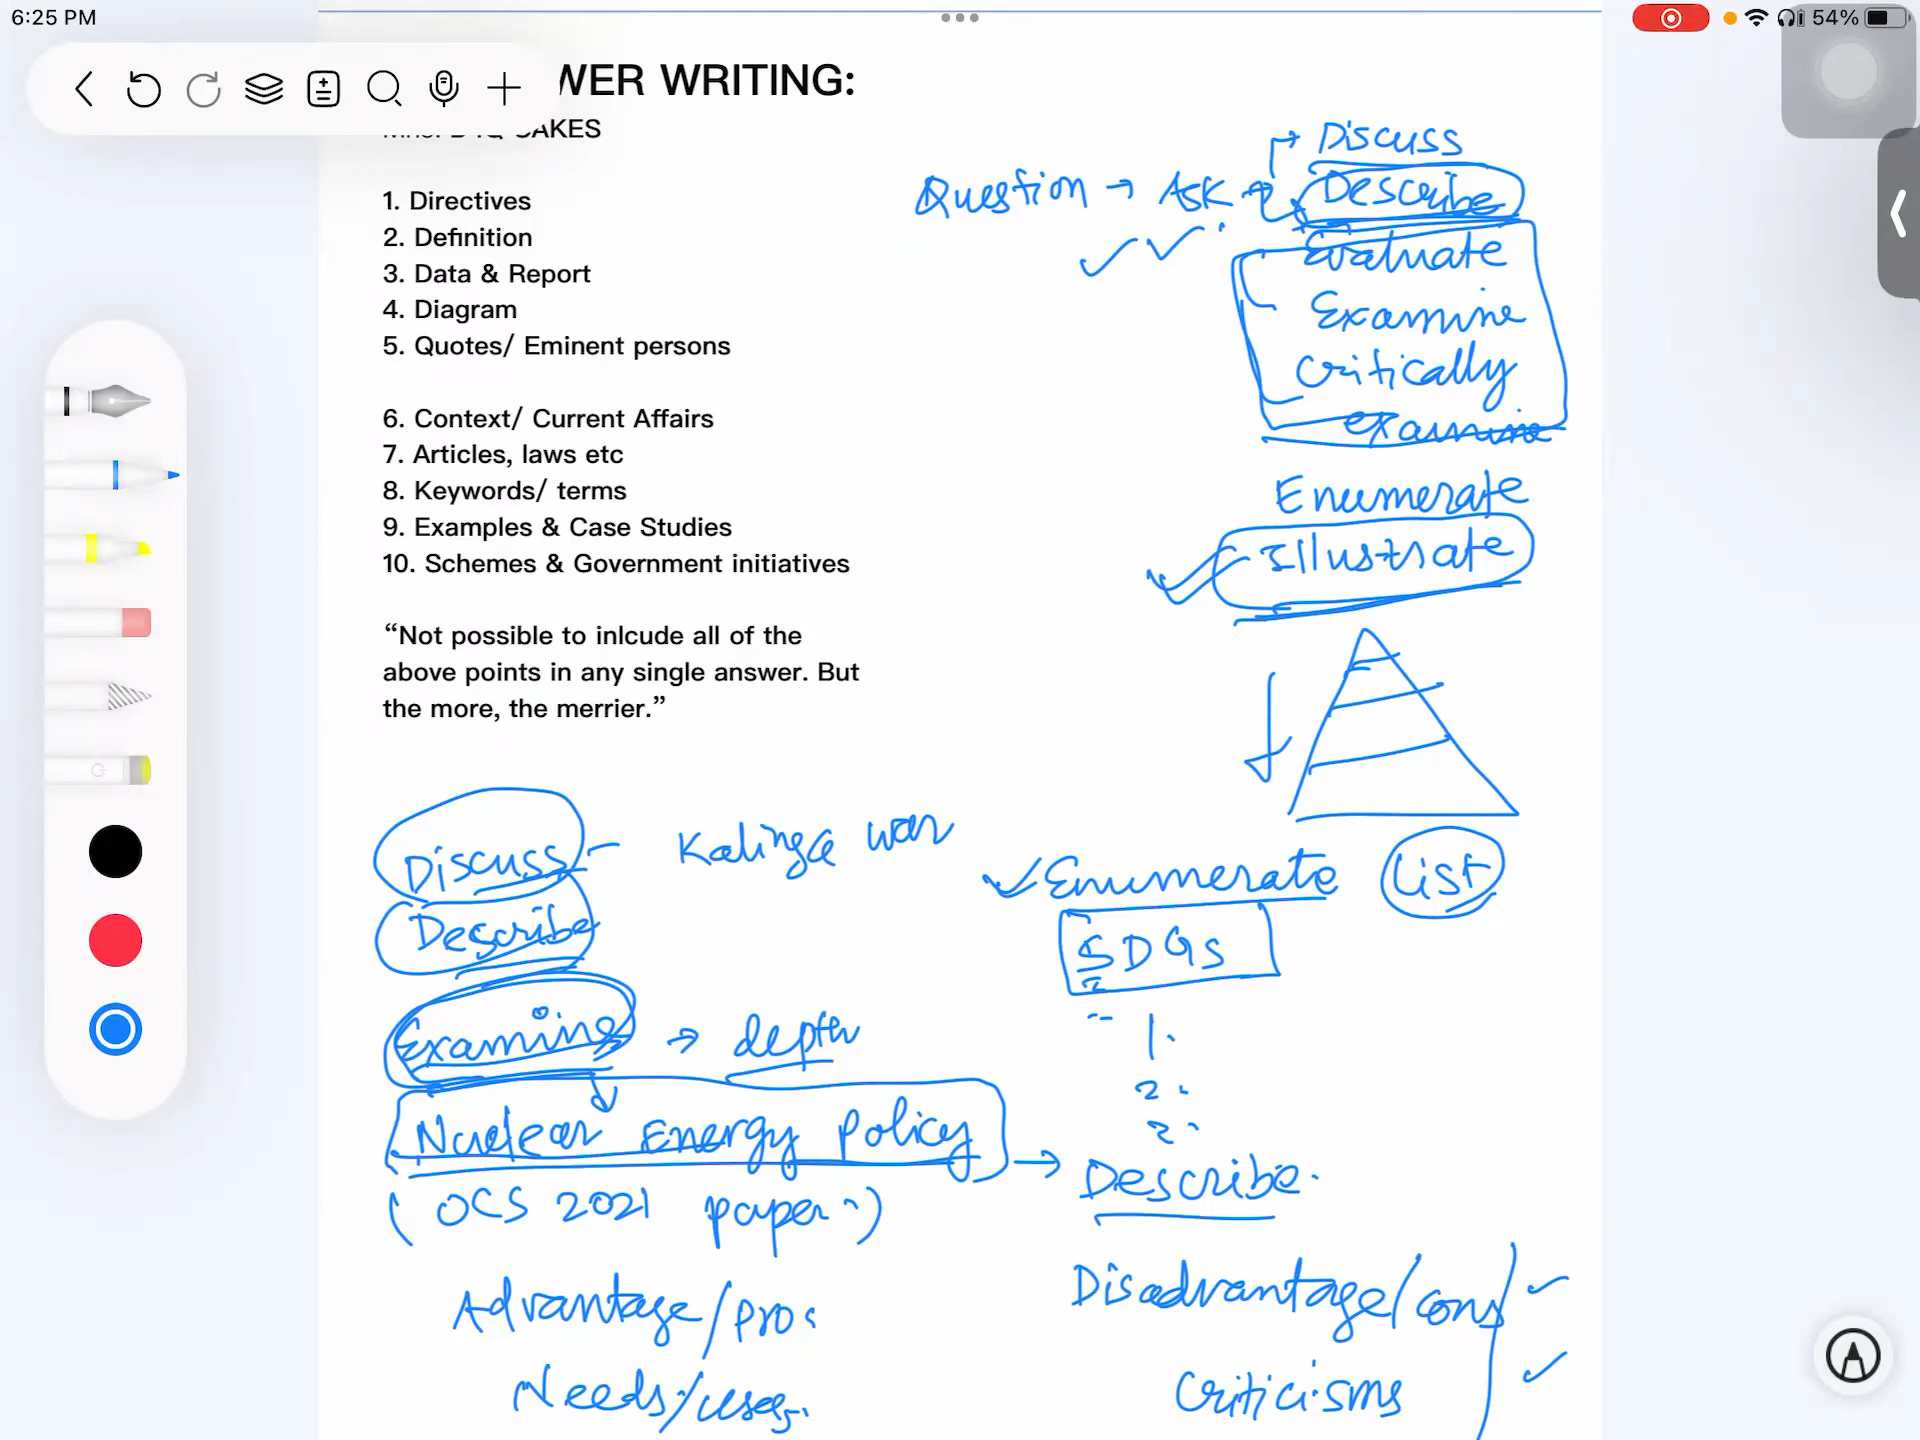 6:25 PM
54%
WER WRITING:
CAKES
1. Directives
2. Definition
3. Data & Report
4. Diagram
5. Quotes/ Eminent persons
6. Context/ Current Affairs
7. Articles, laws etc
8. Keywords/ terms
9. Examples & Case Studies
10. Schemes & Government initiatives
“Not possible to inlcude all of the
above points in any single answer. But
the more, the merrier.”
Question → Ask →
Discuss
Describe
Evaluate
Examine
Critically
examine
Enumerate
Illustrate
Discuss - Kalinga war
Describe
Examine → depth
Nuclear Energy policy → Describe.
(OCS 2021 paper)
Advantage/pros
Needs/uses
Enumerate List
SDGs
1.
2.
Disadvantage/cons
Criticisms